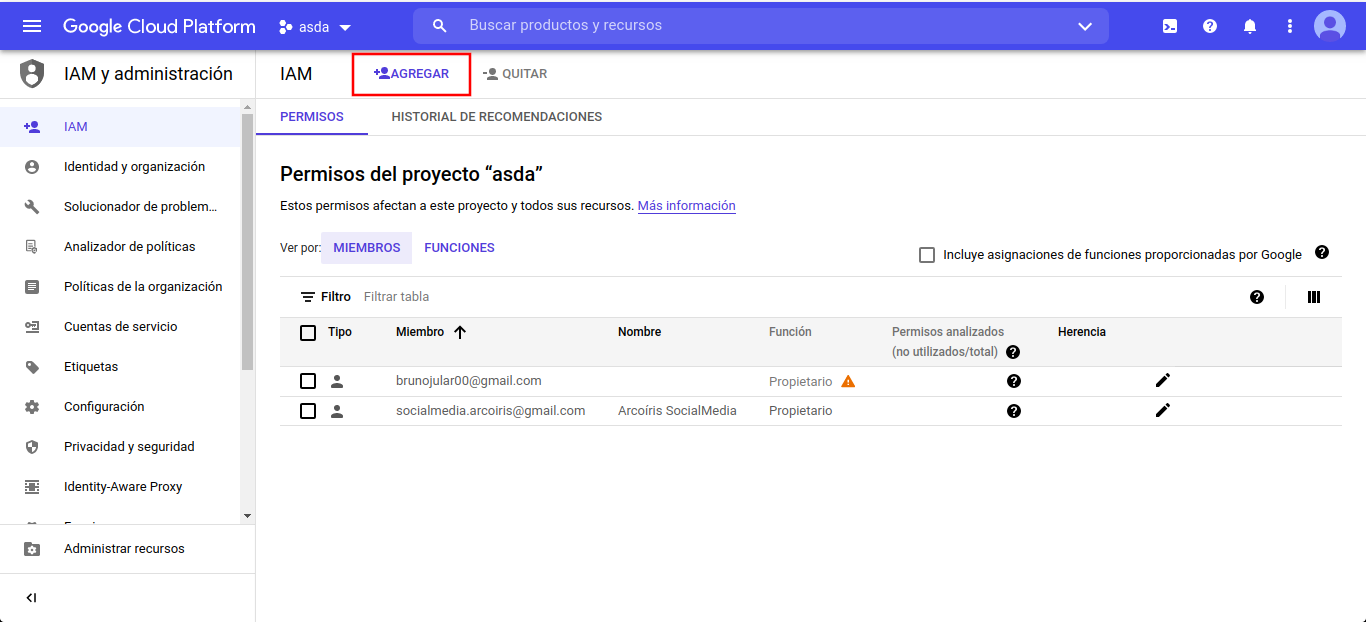 Google Cloud Platform
asda
Buscar productos y recursos
IAM y administración
IAM
AGREGAR
QUITAR
IAM
Identidad y organización
Solucionador de problem…
Analizador de políticas
Políticas de la organización
Cuentas de servicio
Etiquetas
Configuración
Privacidad y seguridad
Identity-Aware Proxy
Administrar recursos
PERMISOS
HISTORIAL DE RECOMENDACIONES
Permisos del proyecto “asda”
Estos permisos afectan a este proyecto y todos sus recursos. Más información
Ver por: MIEMBROS FUNCIONES
Incluye asignaciones de funciones proporcionadas por Google
Filtro Filtrar tabla
Tipo Miembro Nombre Función Permisos analizados (no utilizados/total) Herencia
brunojular00@gmail.com Propietario
socialmedia.arcoiris@gmail.com Arcoíris SocialMedia Propietario